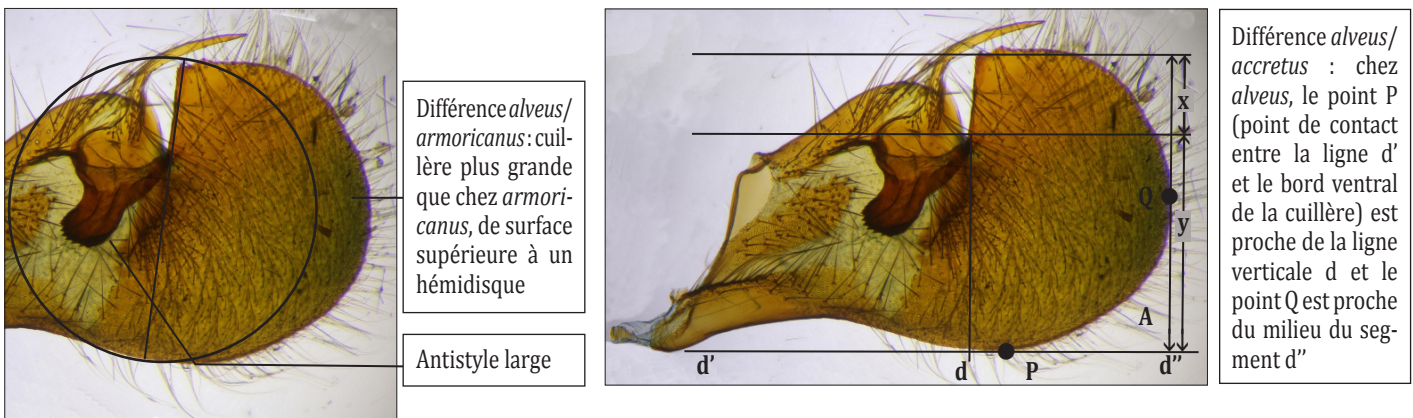 Différence alveus/
armoricanus : cuil-
lère plus grande
que chez armori-
canus, de surface
supérieure à un
hémidisque
Antistyle large
x
Q
y
A
d'
d
P
d''
Différence alveus/
accretus : chez
alveus, le point P
(point de contact
entre la ligne d'
et le bord ventral
de la cuillère) est
proche de la ligne
verticale d et le
point Q est proche
du milieu du seg-
ment d''